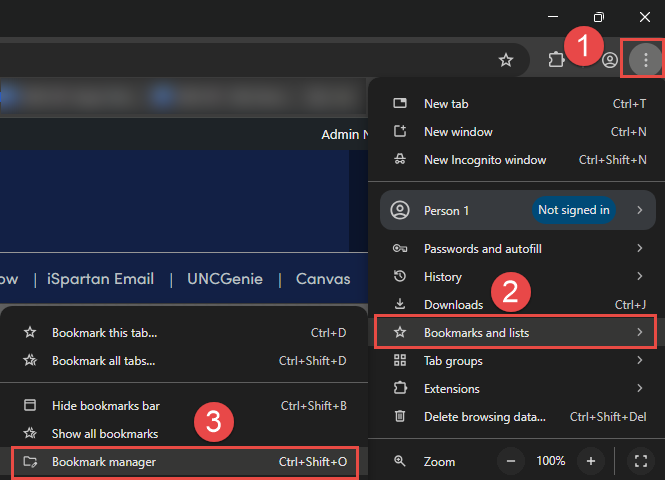 1
Admin N
ow | iSpartan Email | UNCGenie | Canvas
New tab Ctrl+T
New window Ctrl+N
New Incognito window Ctrl+Shift+N
Person 1 Not signed in
Passwords and autofill
History
2
Downloads Ctrl+J
Bookmarks and lists
Tab groups
Extensions
Delete browsing data... Ctrl+Shift+Del
Zoom 100%
Bookmark this tab... Ctrl+D
Bookmark all tabs... Ctrl+Shift+D
Hide bookmarks bar Ctrl+Shift+B
Show all bookmarks
3
Bookmark manager Ctrl+Shift+O